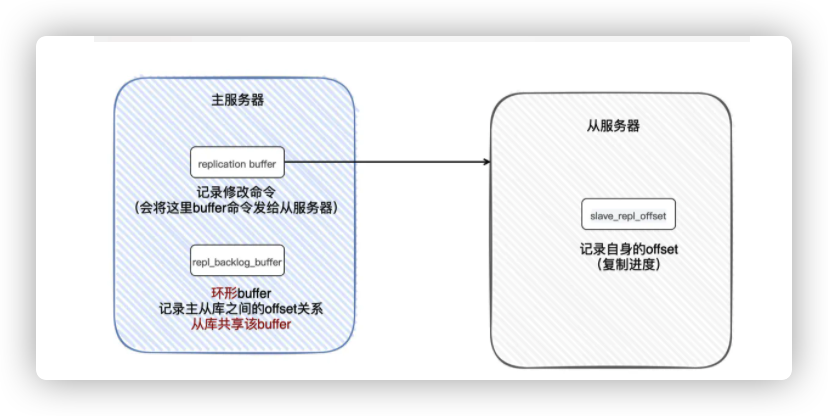 主服务器
replication buffer
记录修改命令
（会将这里buffer命令发给从服务器）
repl_backlog_buffer
环形buffer
记录主从库之间的offset关系
从库共享该buffer
从服务器
slave_repl_offset
记录自身的offset
（复制进度）